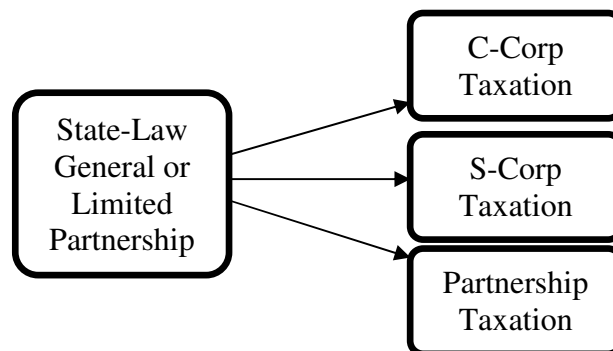 State-Law
General or
Limited
Partnership
C-Corp
Taxation
S-Corp
Taxation
Partnership
Taxation